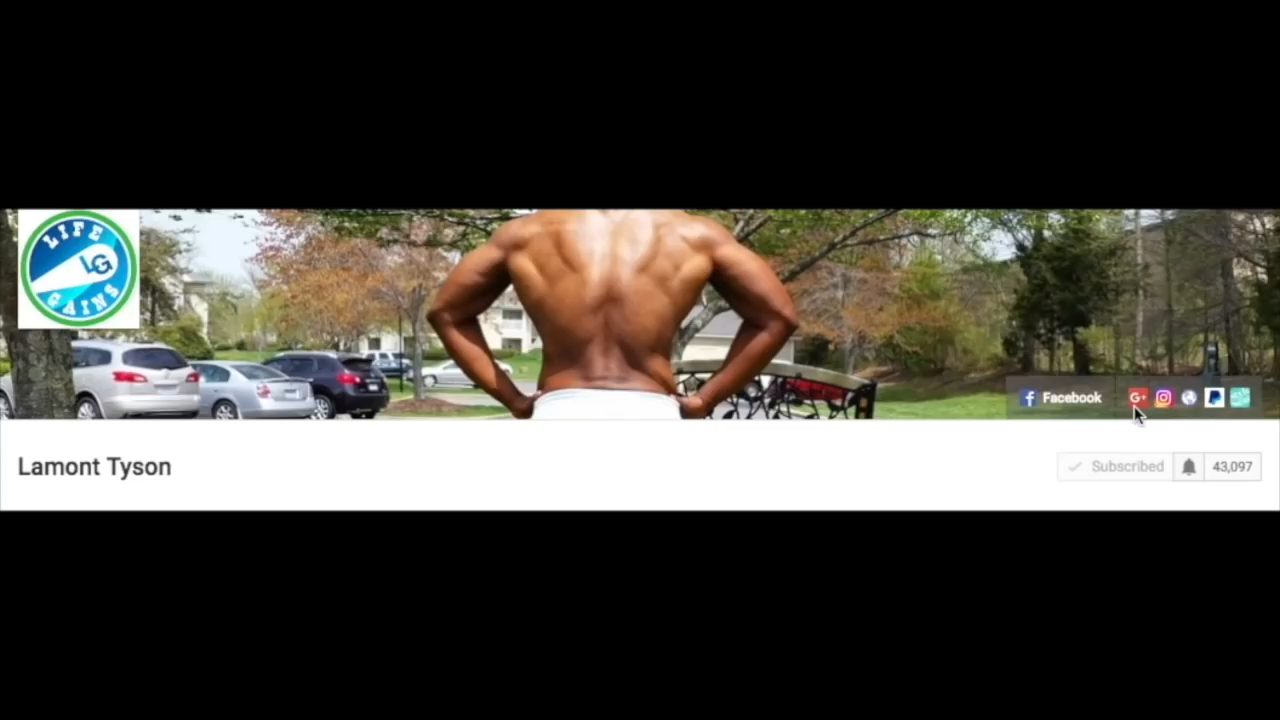 LIFE
LG
GAINS
Facebook
G+
Lamont Tyson
Subscribed
43,097